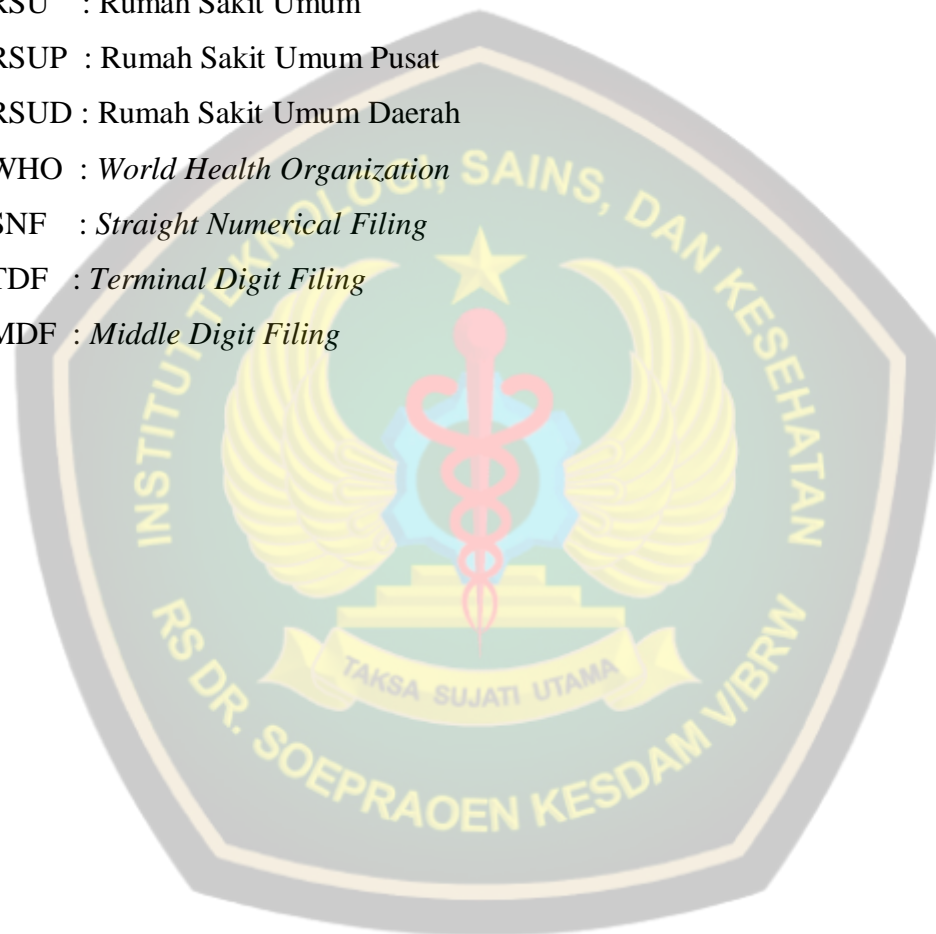 RSU : Rumah Sakit Umum
RSUP : Rumah Sakit Umum Pusat
RSUD : Rumah Sakit Umum Daerah
WHO : World Health Organization
SNF : Straight Numerical Filing
TDF : Terminal Digit Filing
MDF : Middle Digit Filing
INSTITUT TEKNOLOGI, SAINS, DAN KESEHATAN
TAKSA SUJATI UTAMA
RS DR. SOEPRAOEN KESDAM V/BRW